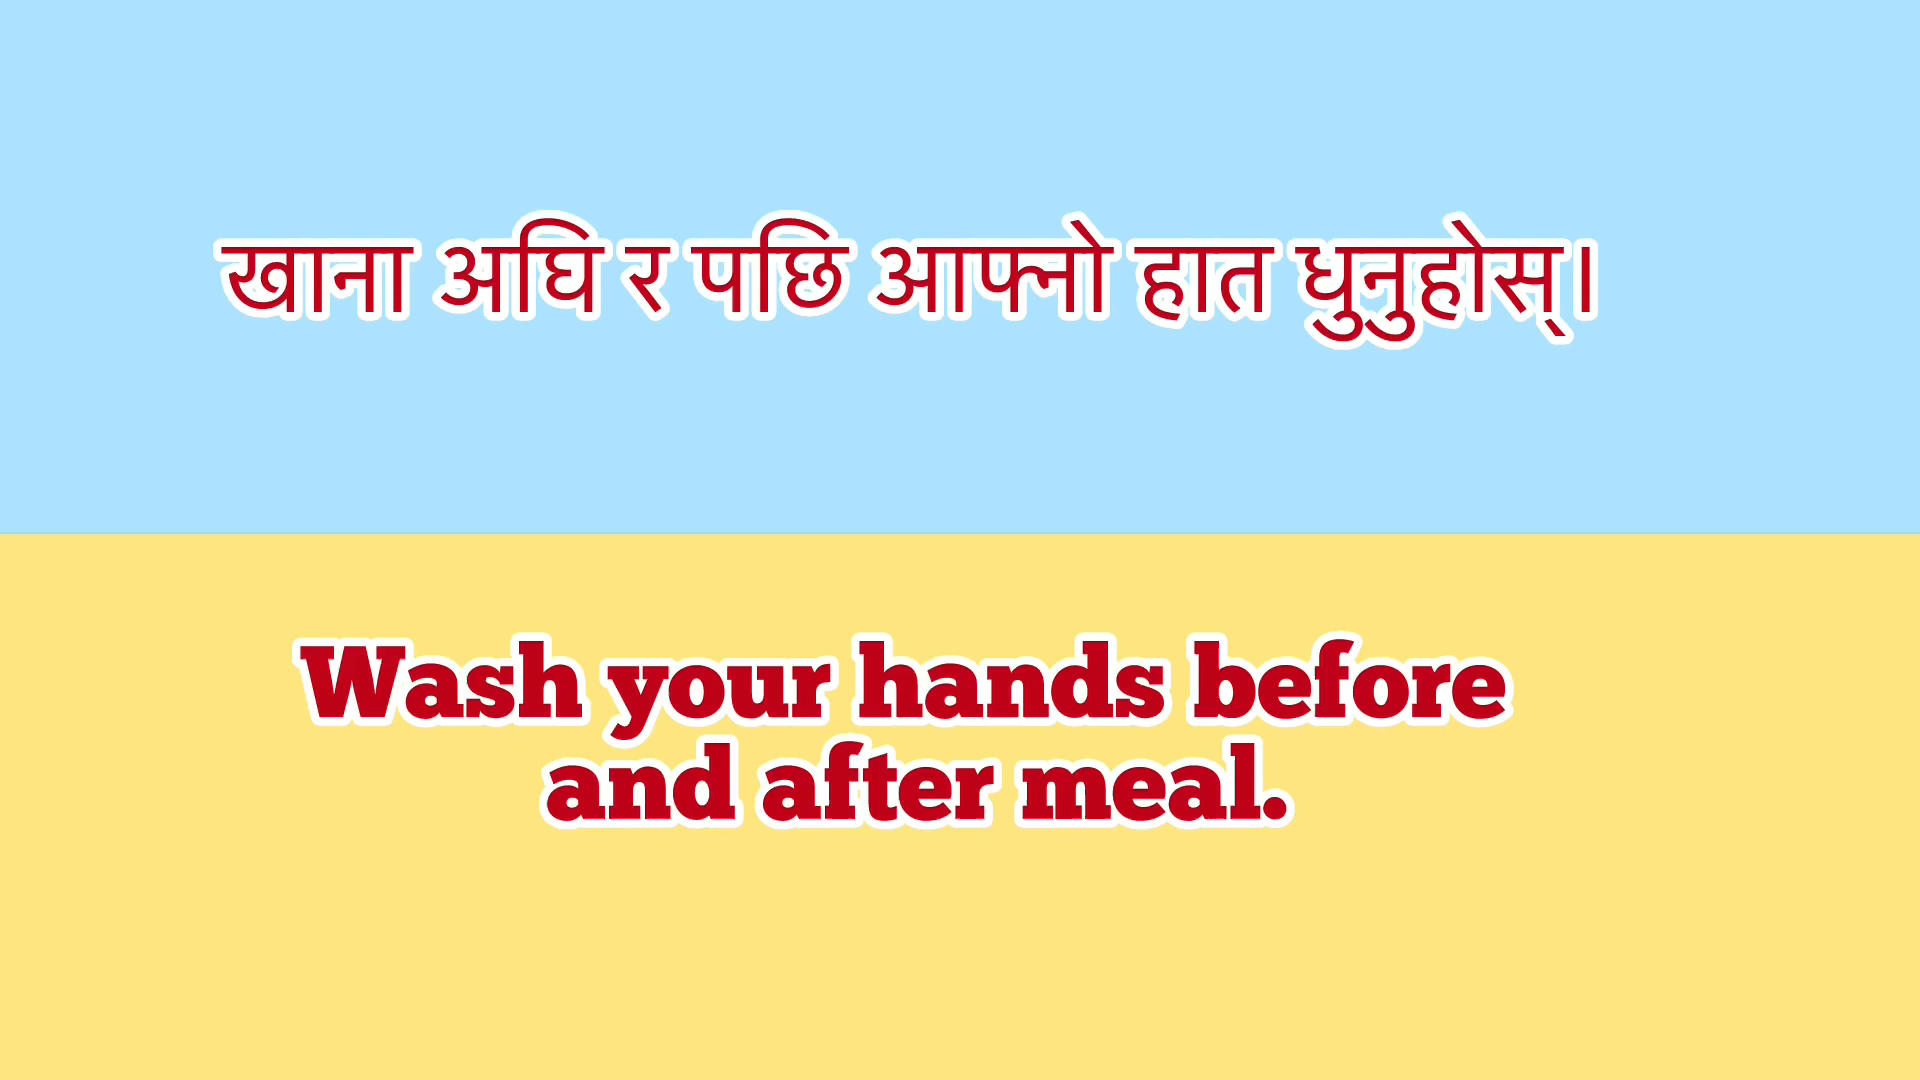 खाना अघि र पछि आफ्नो हात धुनुहोस्।
Wash your hands before
and after meal.